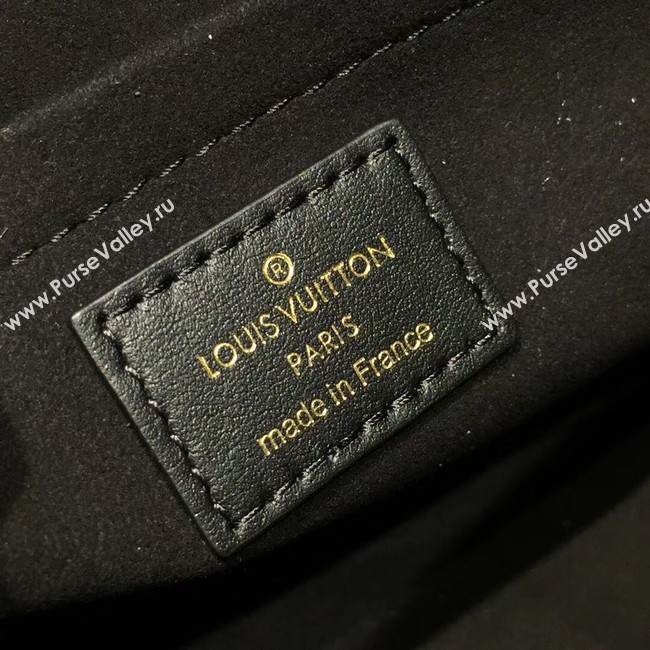 ®
LOUIS VUITTON
PARIS
made in France
www.PurseValley.ru
www.PurseValley.ru